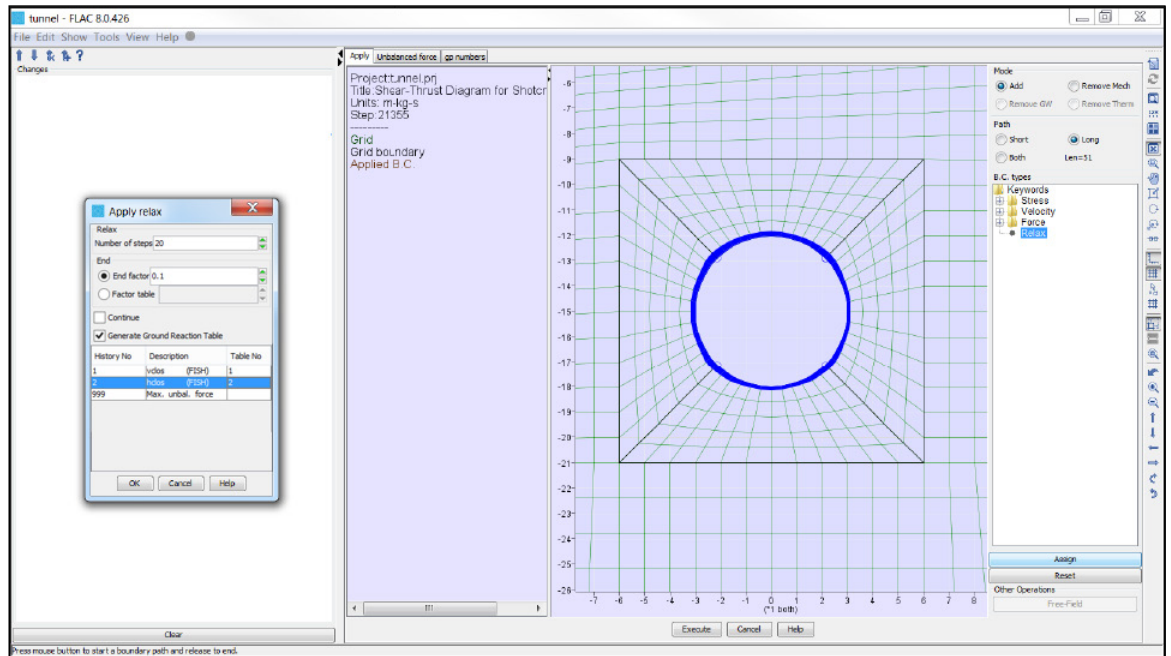 tunnel - FLAC 8.0.426
File Edit Show Tools View Help
Changes
Apply Unbalanced force gp numbers
Project:tunnel.prj
Title:Shear-Thrust Diagram for Shotcr
Units: m-kg-s
Step: 21355
----------
Grid
Grid boundary
Applied B.C.
-6
-7
-8
-9
-10
-11
-12
-13
-14
-15
-16
-17
-18
-19
-20
-21
-22
-23
-24
-25
-26
-7 -6 -5 -4 -3 -2 -1 0 1 2 3 4 5 6 7 8
(*1 both)
Execute Cancel Help
Mode
Add Remove Mech
Remove GW Remove Therm
Path
Short Long
Both Len=51
B.C. types
Keywords
Stress
Velocity
Force
Relax
Assign
Reset
Other Operations
Free-Field
Apply relax
Relax
Number of steps 20
End
End factor 0.1
Factor table
Continue
Generate Ground Reaction Table
History No Description Table No
1 vclos (FISH) 1
2 hclos (FISH) 2
999 Max. unbal. force
OK Cancel Help
Clear
Press mouse button to start a boundary path and release to end.